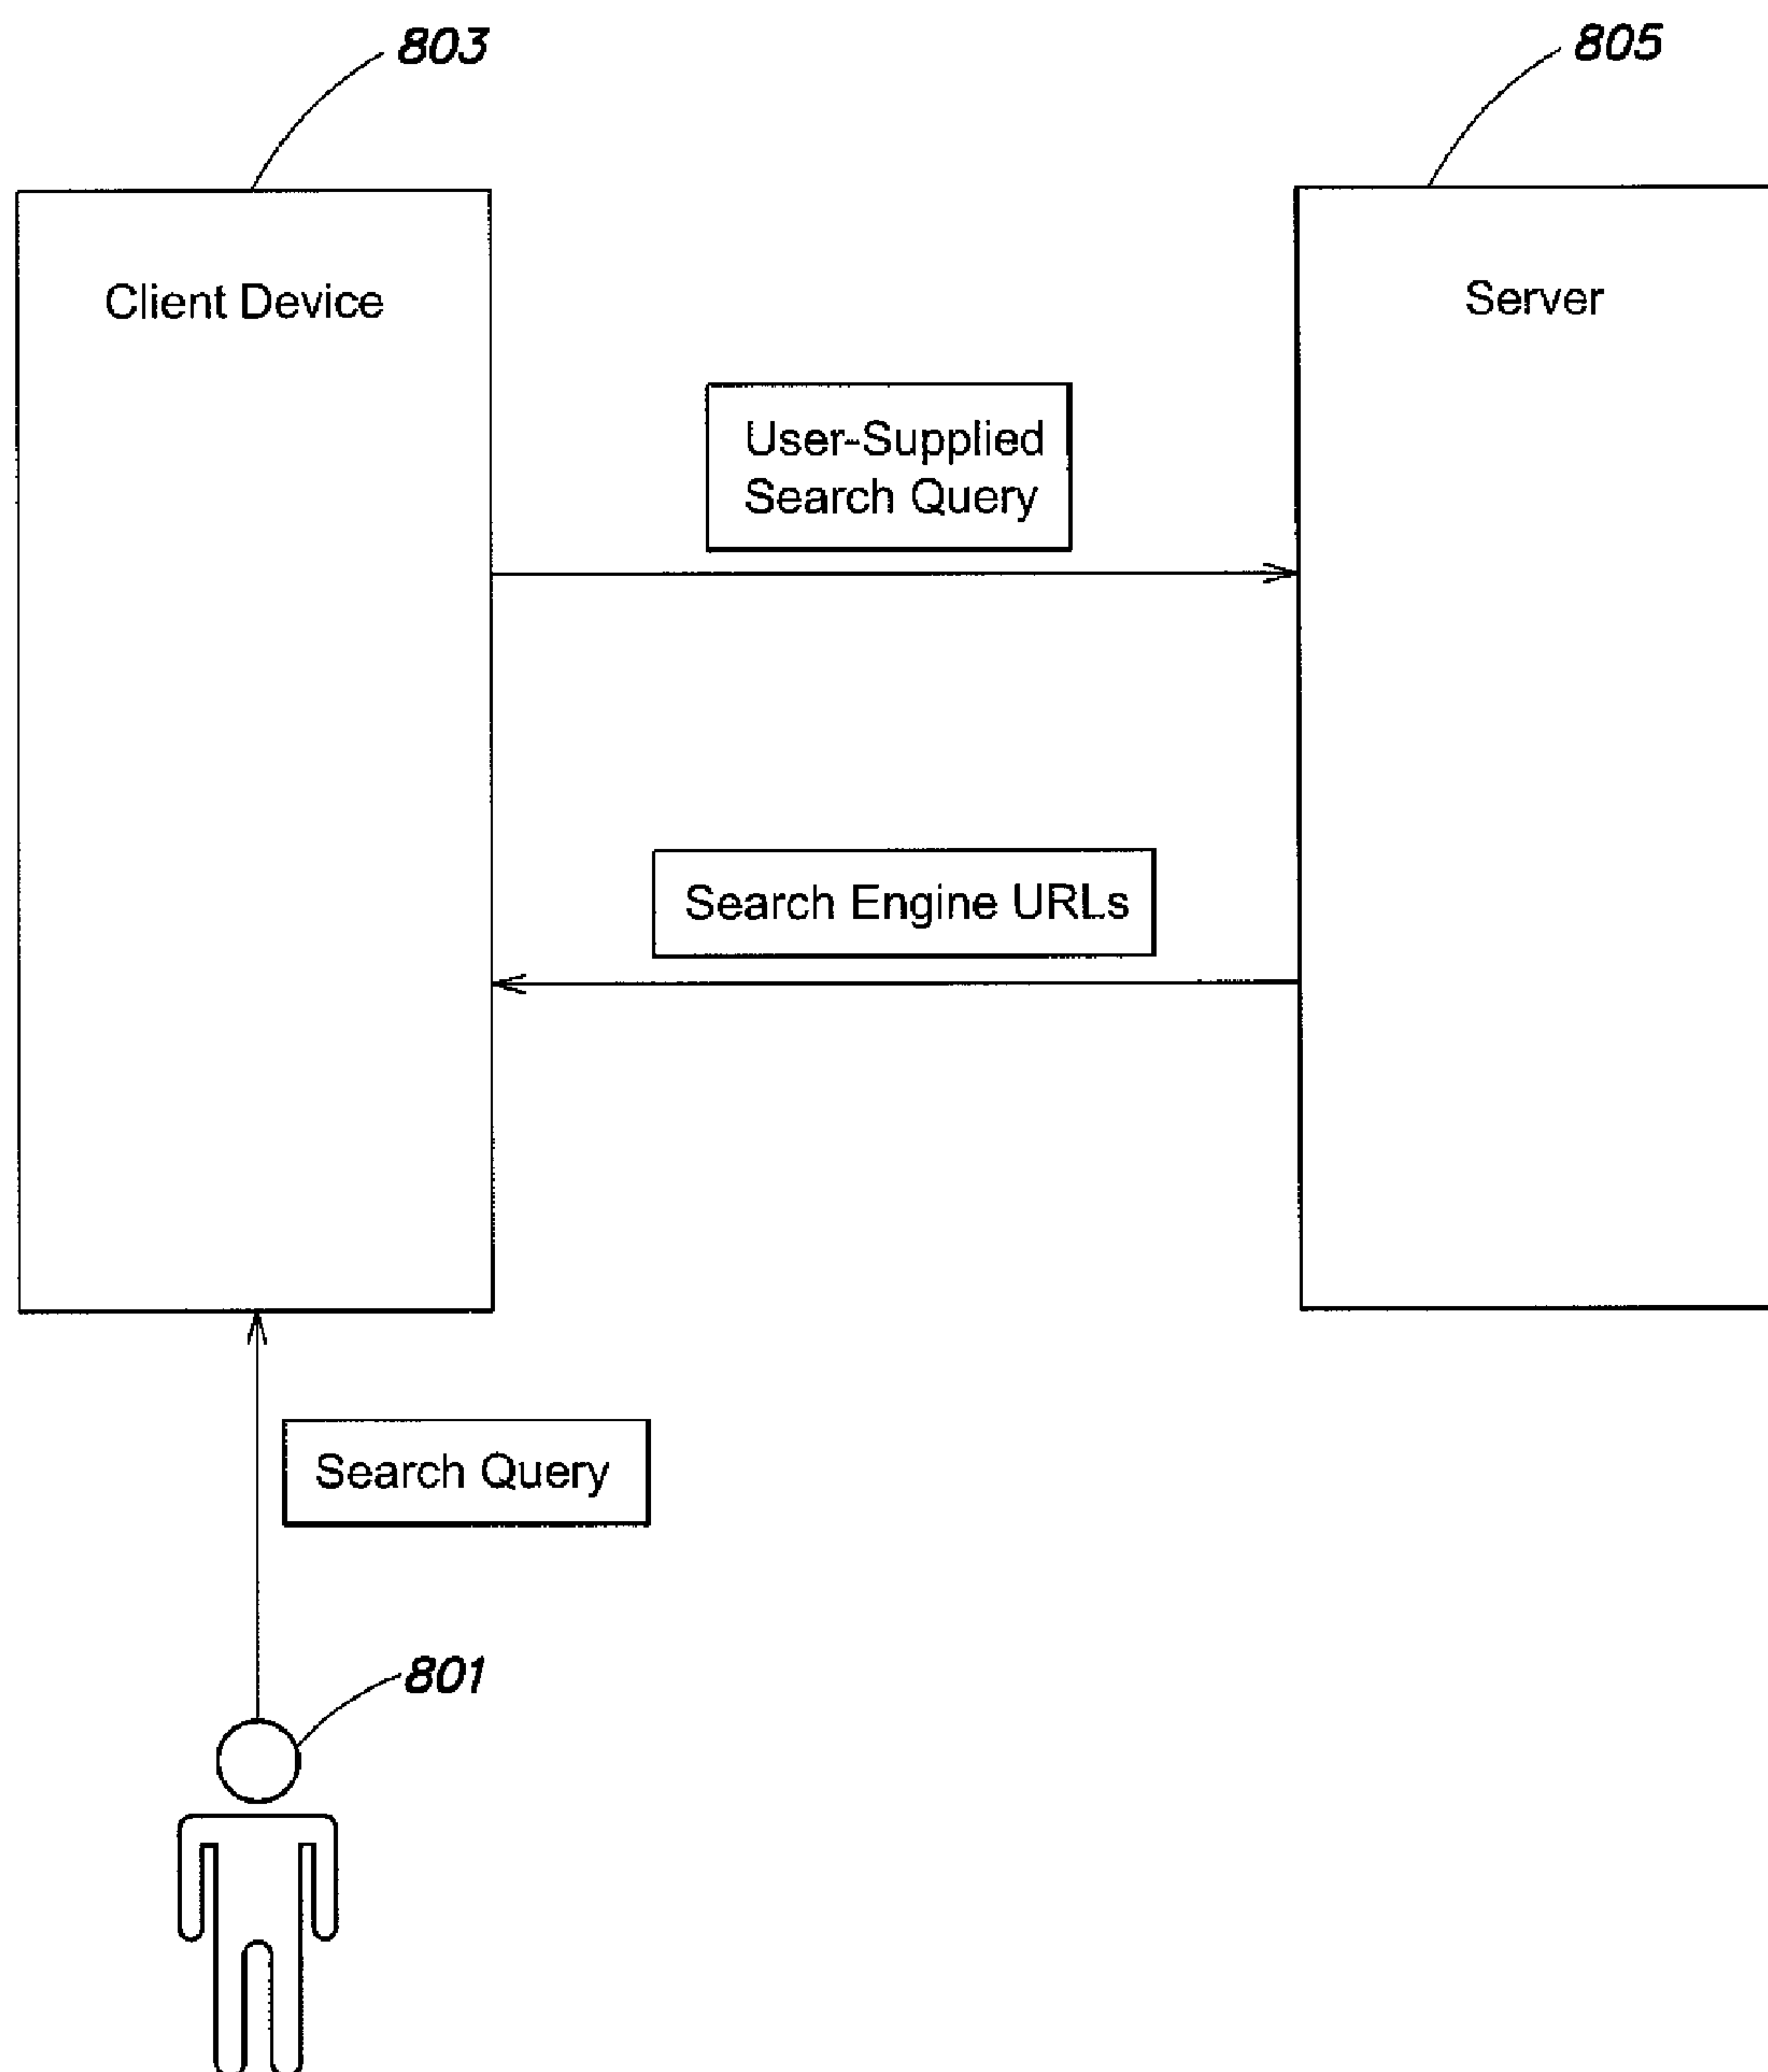 803
805
Client Device
Server
User-Supplied
Search Query
Search Engine URLs
Search Query
801